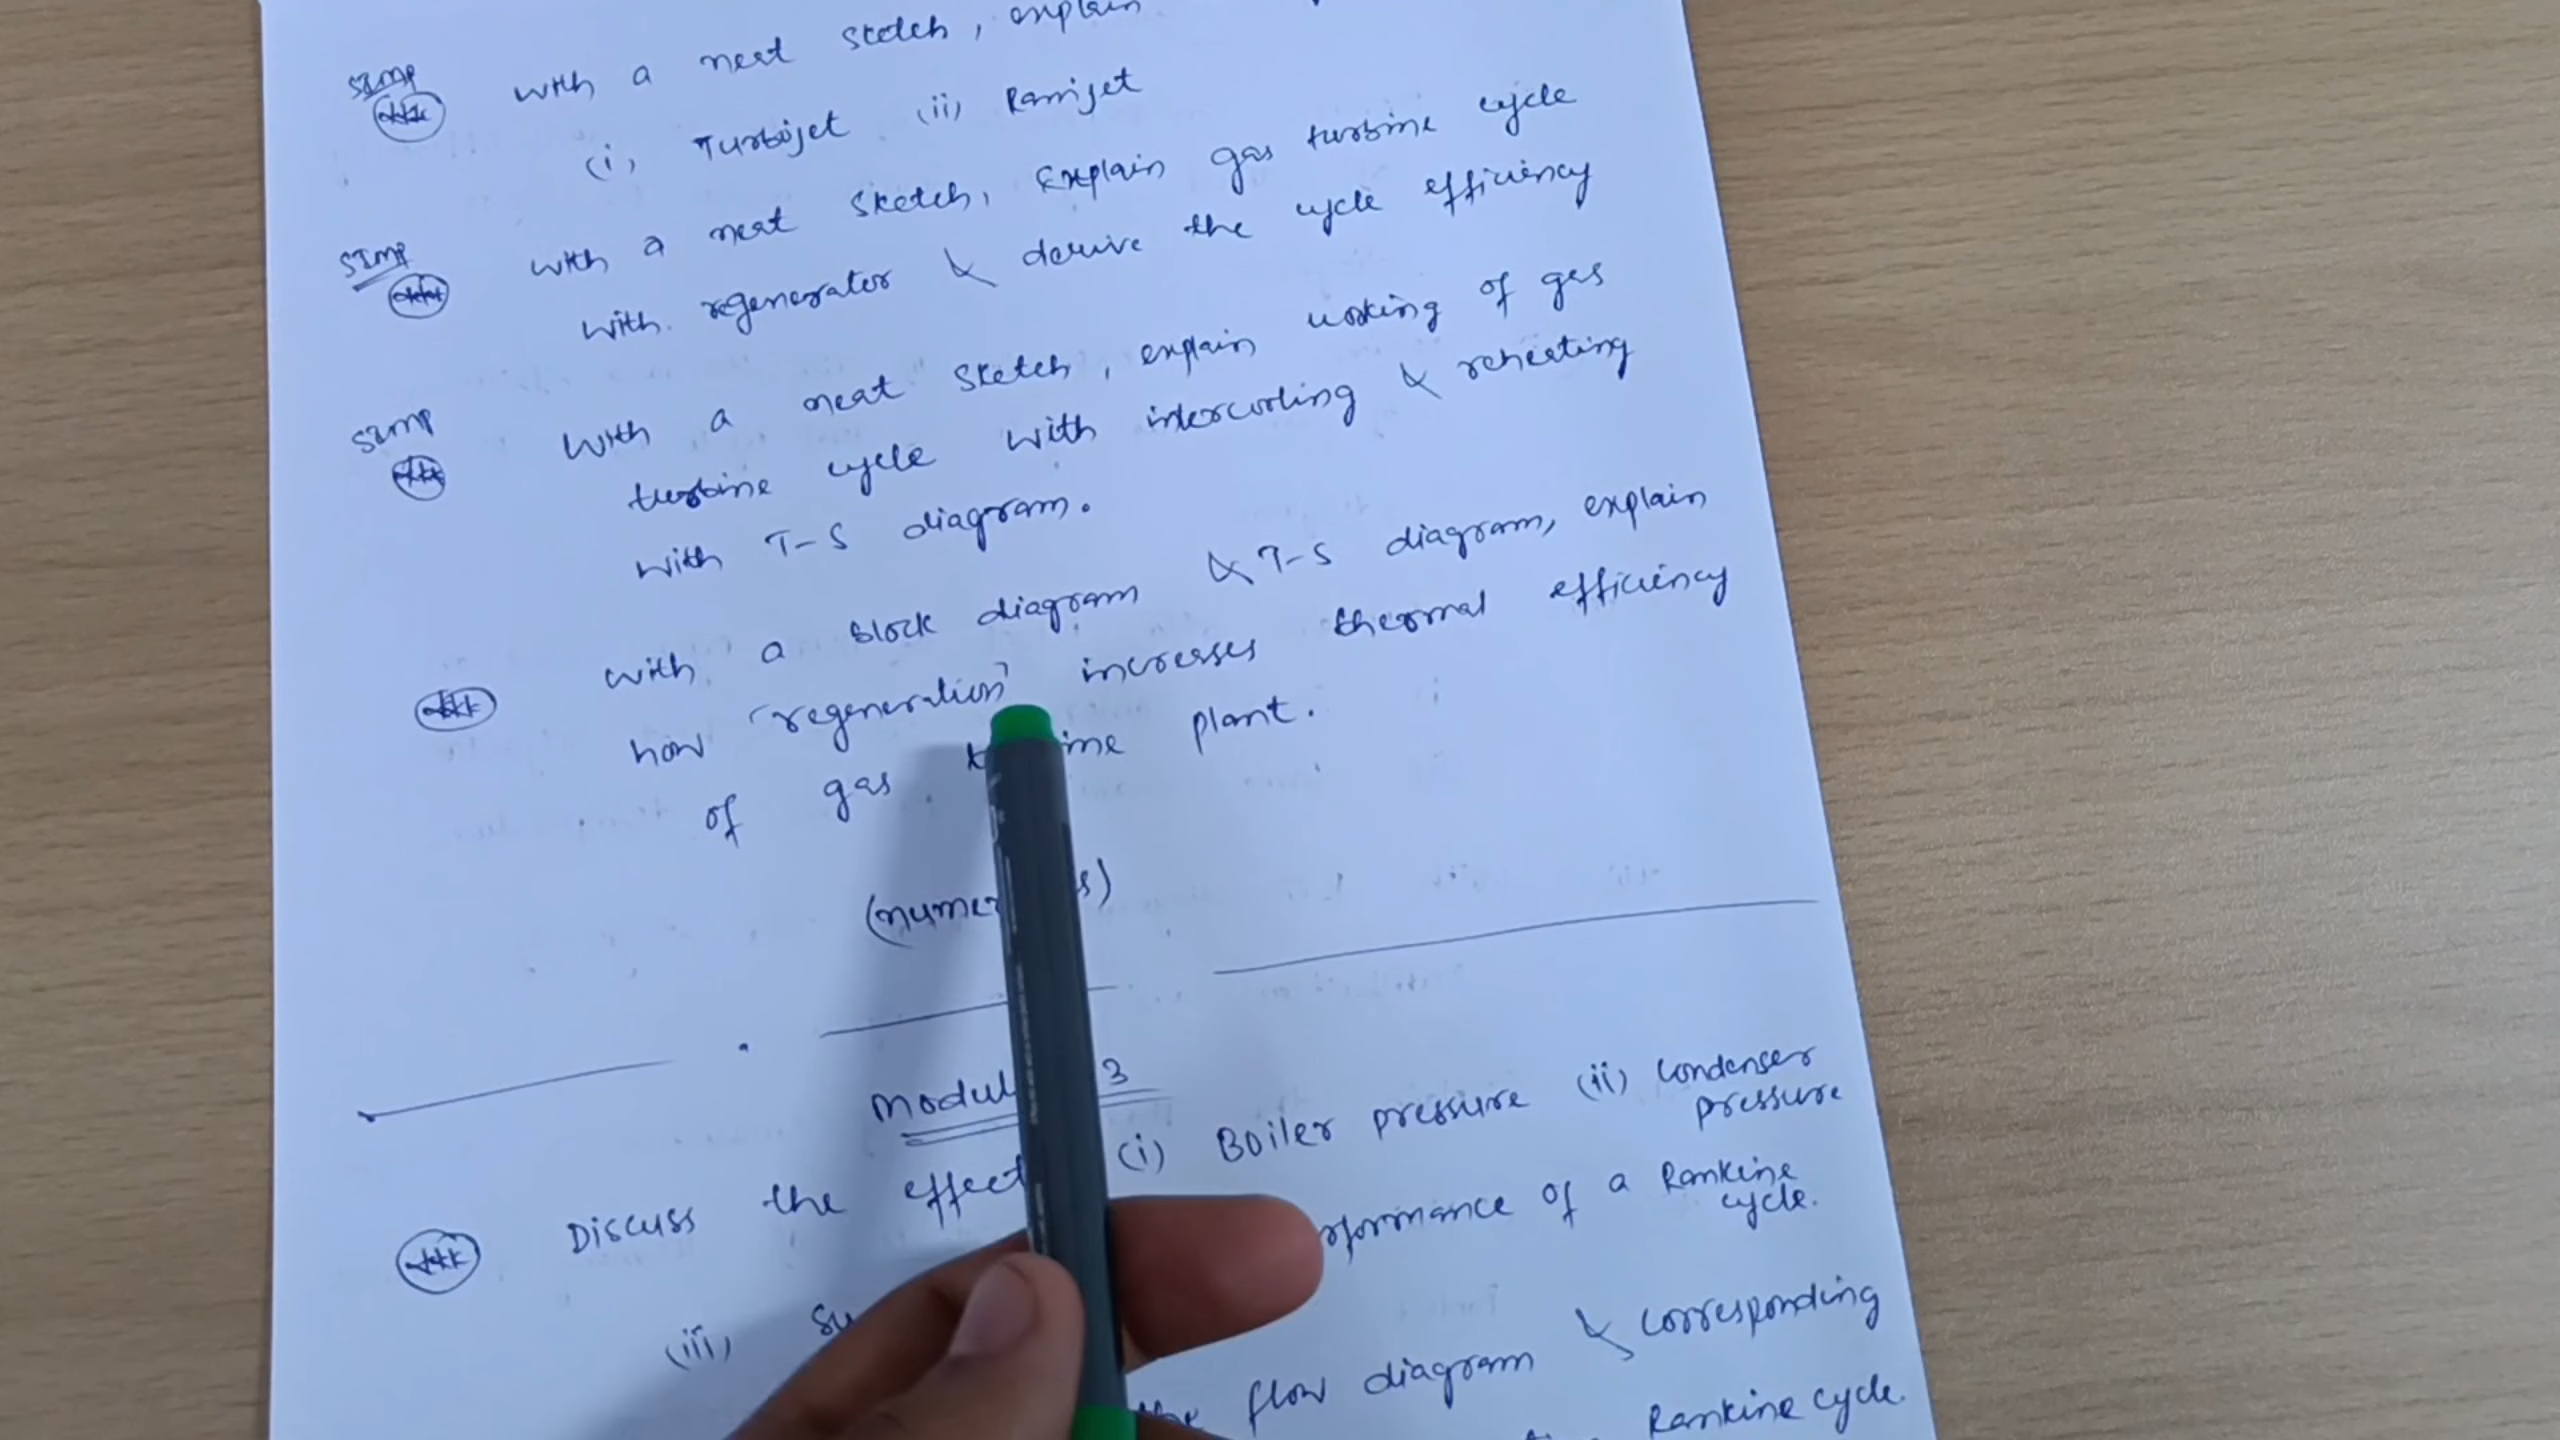 SIMP With a neat sketch, explain
(i) Turbojet (ii) Ramjet
SIMP With a neat sketch, Explain gas turbine cycle
with regenerator & derive the cycle efficiency
SIMP With a neat sketch, explain working of gas
turbine cycle with intercooling & reheating
with T-S diagram.
With a block diagram & T-S diagram, explain
how 'regeneration' increases thermal efficiency
of gas plant.
3
Discuss the effect (i) Boiler pressure (ii) Condenser
pressure
(iii) of a Rankine
cycle.
the flow diagram & corresponding
Rankine cycle.